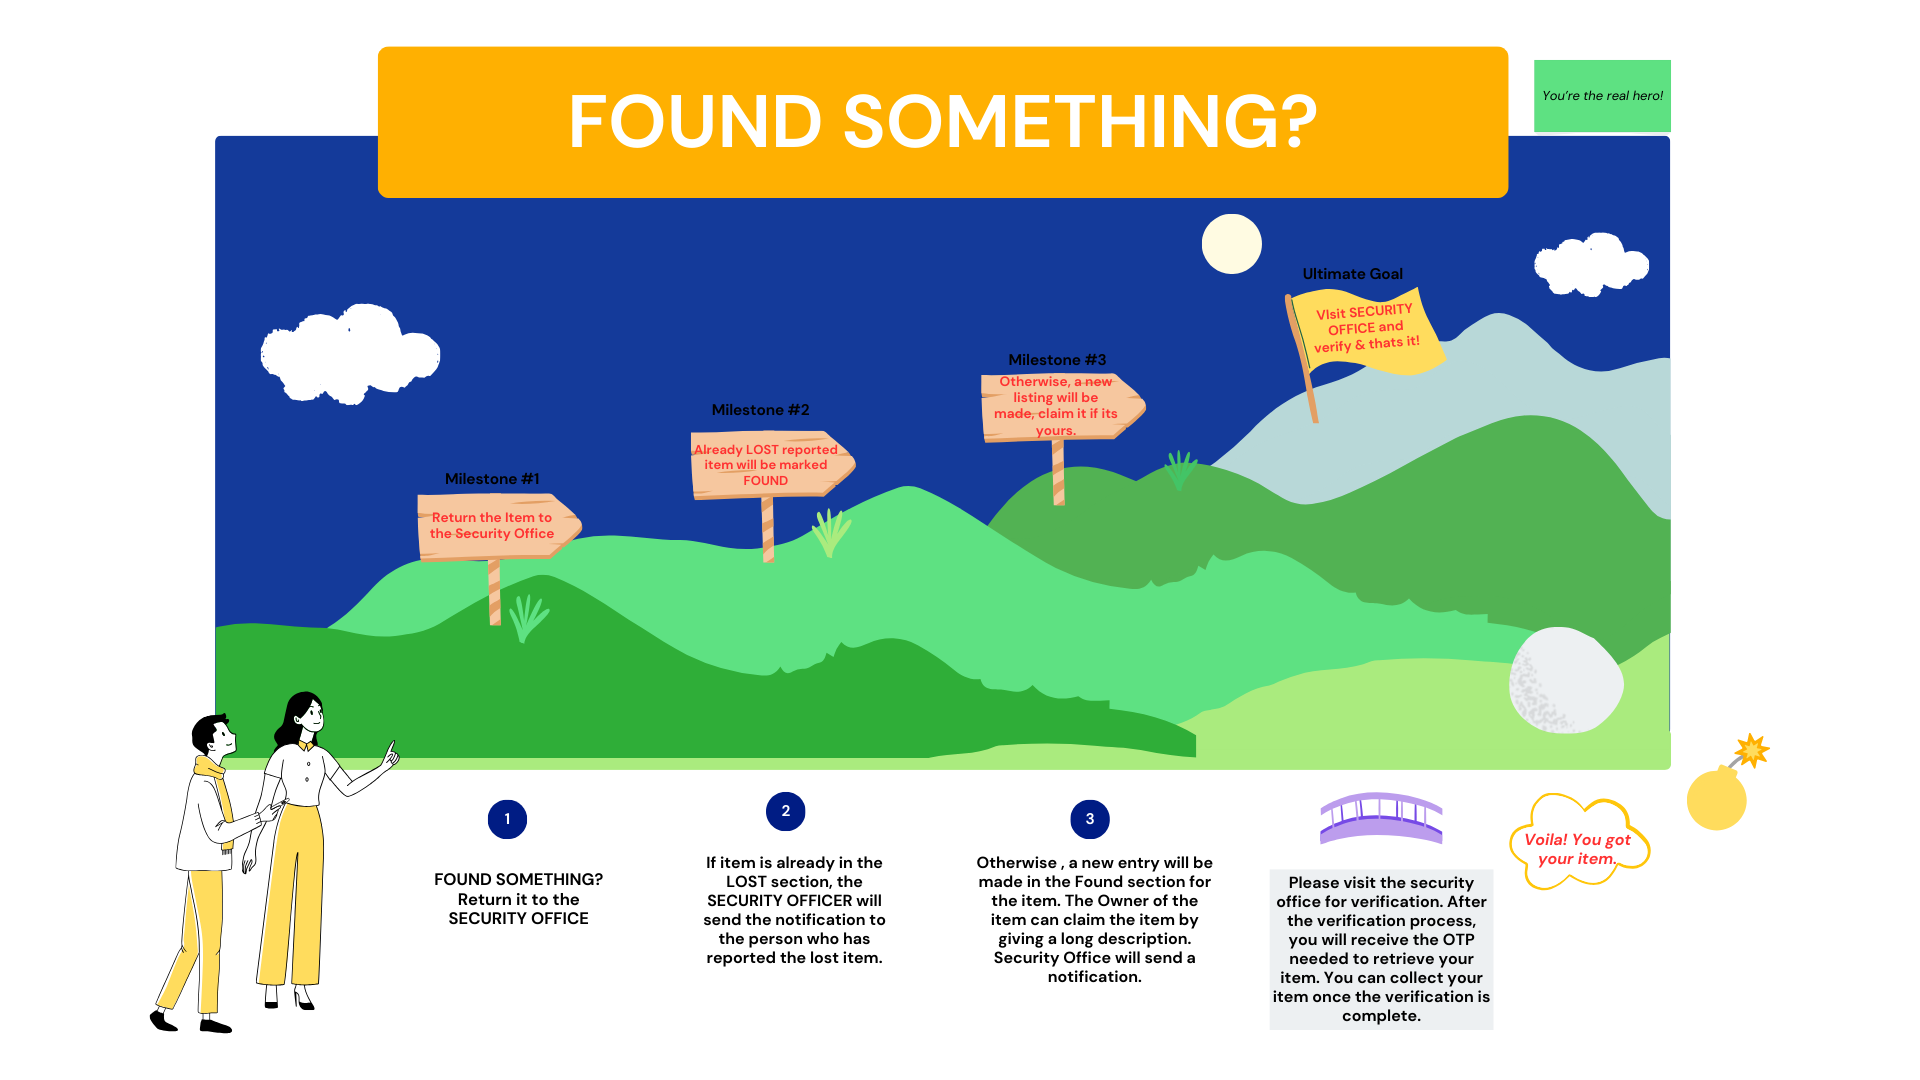 FOUND SOMETHING?
You're the real hero!
Ultimate Goal
VIsit SECURITY
OFFICE and
verify & thats it!
Milestone #3
Otherwise, a new
listing will be
made, claim it if its
yours.
Milestone #2
Already LOST reported
item will be marked
FOUND
Milestone #1
Return the Item to
the Security Office
1
FOUND SOMETHING?
Return it to the
SECURITY OFFICE
2
If item is already in the
LOST section, the
SECURITY OFFICER will
send the notification to
the person who has
reported the lost item.
3
Otherwise , a new entry will be
made in the Found section for
the item. The Owner of the
item can claim the item by
giving a long description.
Security Office will send a
notification.
Please visit the security
office for verification. After
the verification process,
you will receive the OTP
needed to retrieve your
item. You can collect your
item once the verification is
complete.
Voila! You got
your item.